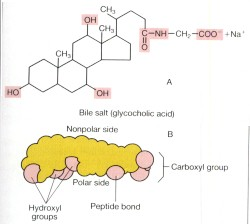 CH₃
OH
CH₃
C–NH–CH₂–COO⁻ + Na⁺
O
CH₃
HO
OH
A
Bile salt (glycocholic acid)
Nonpolar side
B
Carboxyl group
Polar side
Hydroxyl groups
Peptide bond